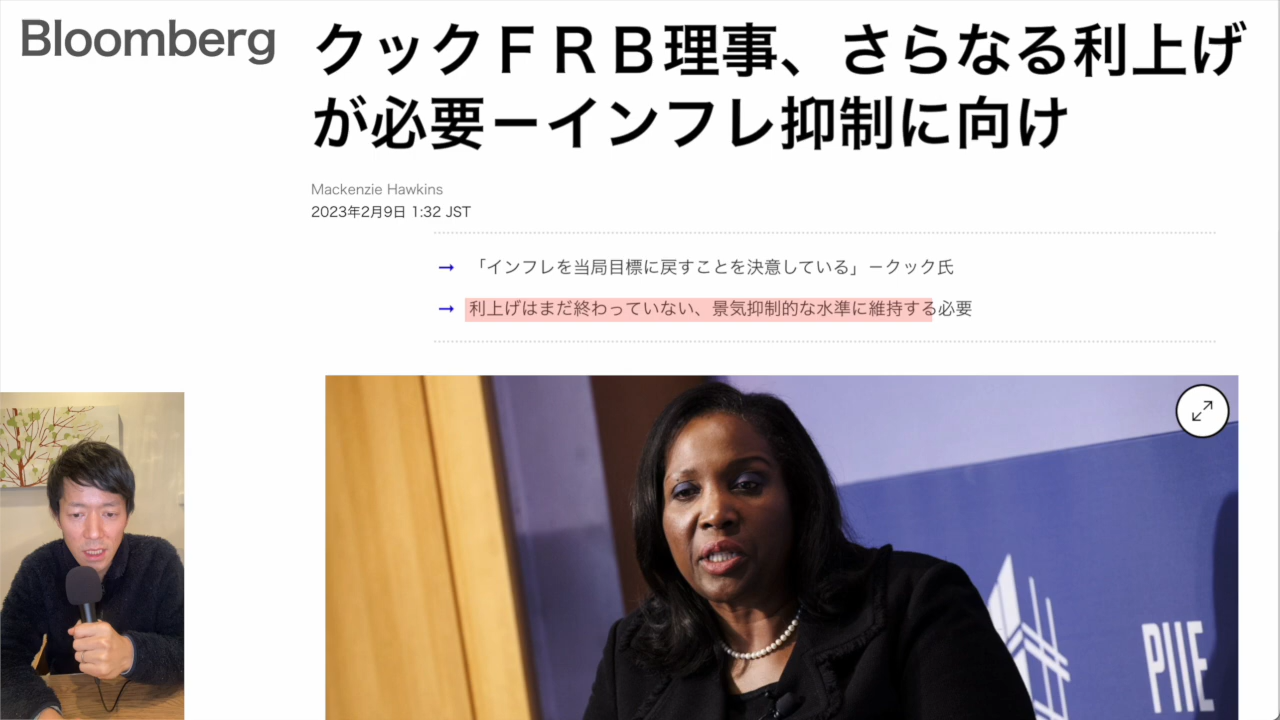 Bloomberg
クックＦＲＢ理事、さらなる利上げ
が必要－インフレ抑制に向け
Mackenzie Hawkins
2023年2月9日 1:32 JST
→ 「インフレを当局目標に戻すことを決意している」－クック氏
→ 利上げはまだ終わっていない、景気抑制的な水準に維持する必要
PIIE